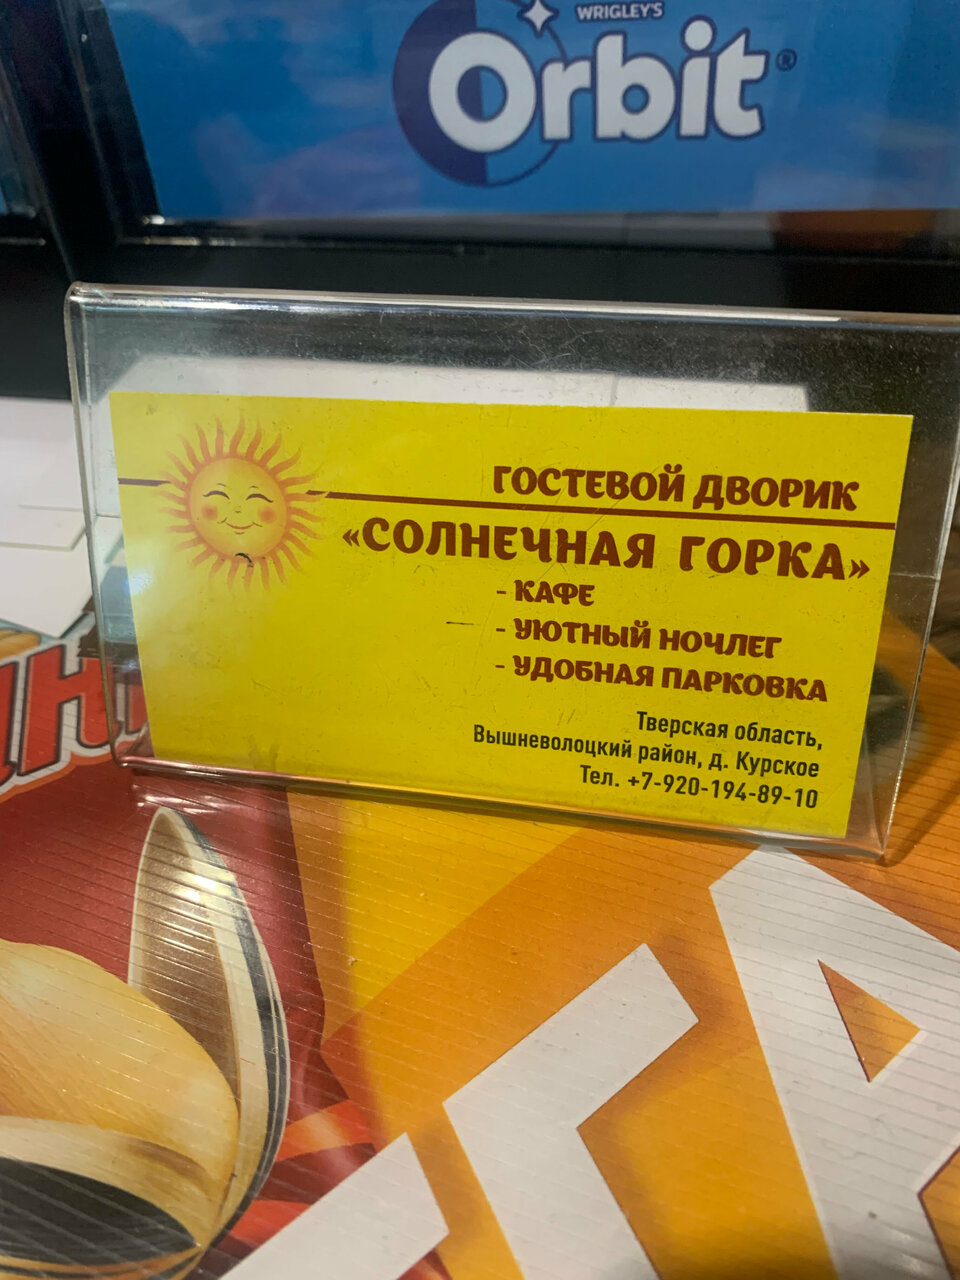 WRIGLEY'S
Orbit®
ГОСТЕВОЙ ДВОРИК
«СОЛНЕЧНАЯ ГОРКА»
- КАФЕ
- УЮТНЫЙ НОЧЛЕГ
- УДОБНАЯ ПАРКОВКА
Тверская область,
Вышневолоцкий район, д. Курское
Тел. +7-920-194-89-10